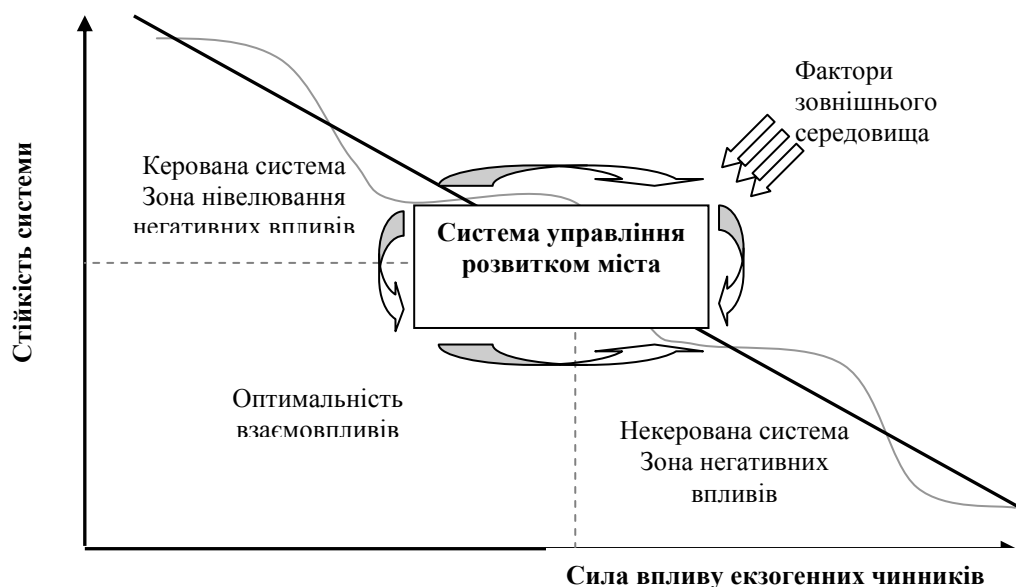 Стійкість системи
Фактори
зовнішнього
середовища
Керована система
Зона нівелювання
негативних впливів
Система управління
розвитком міста
Оптимальність
взаємовпливів
Некерована система
Зона негативних
впливів
Сила впливу екзогенних чинників